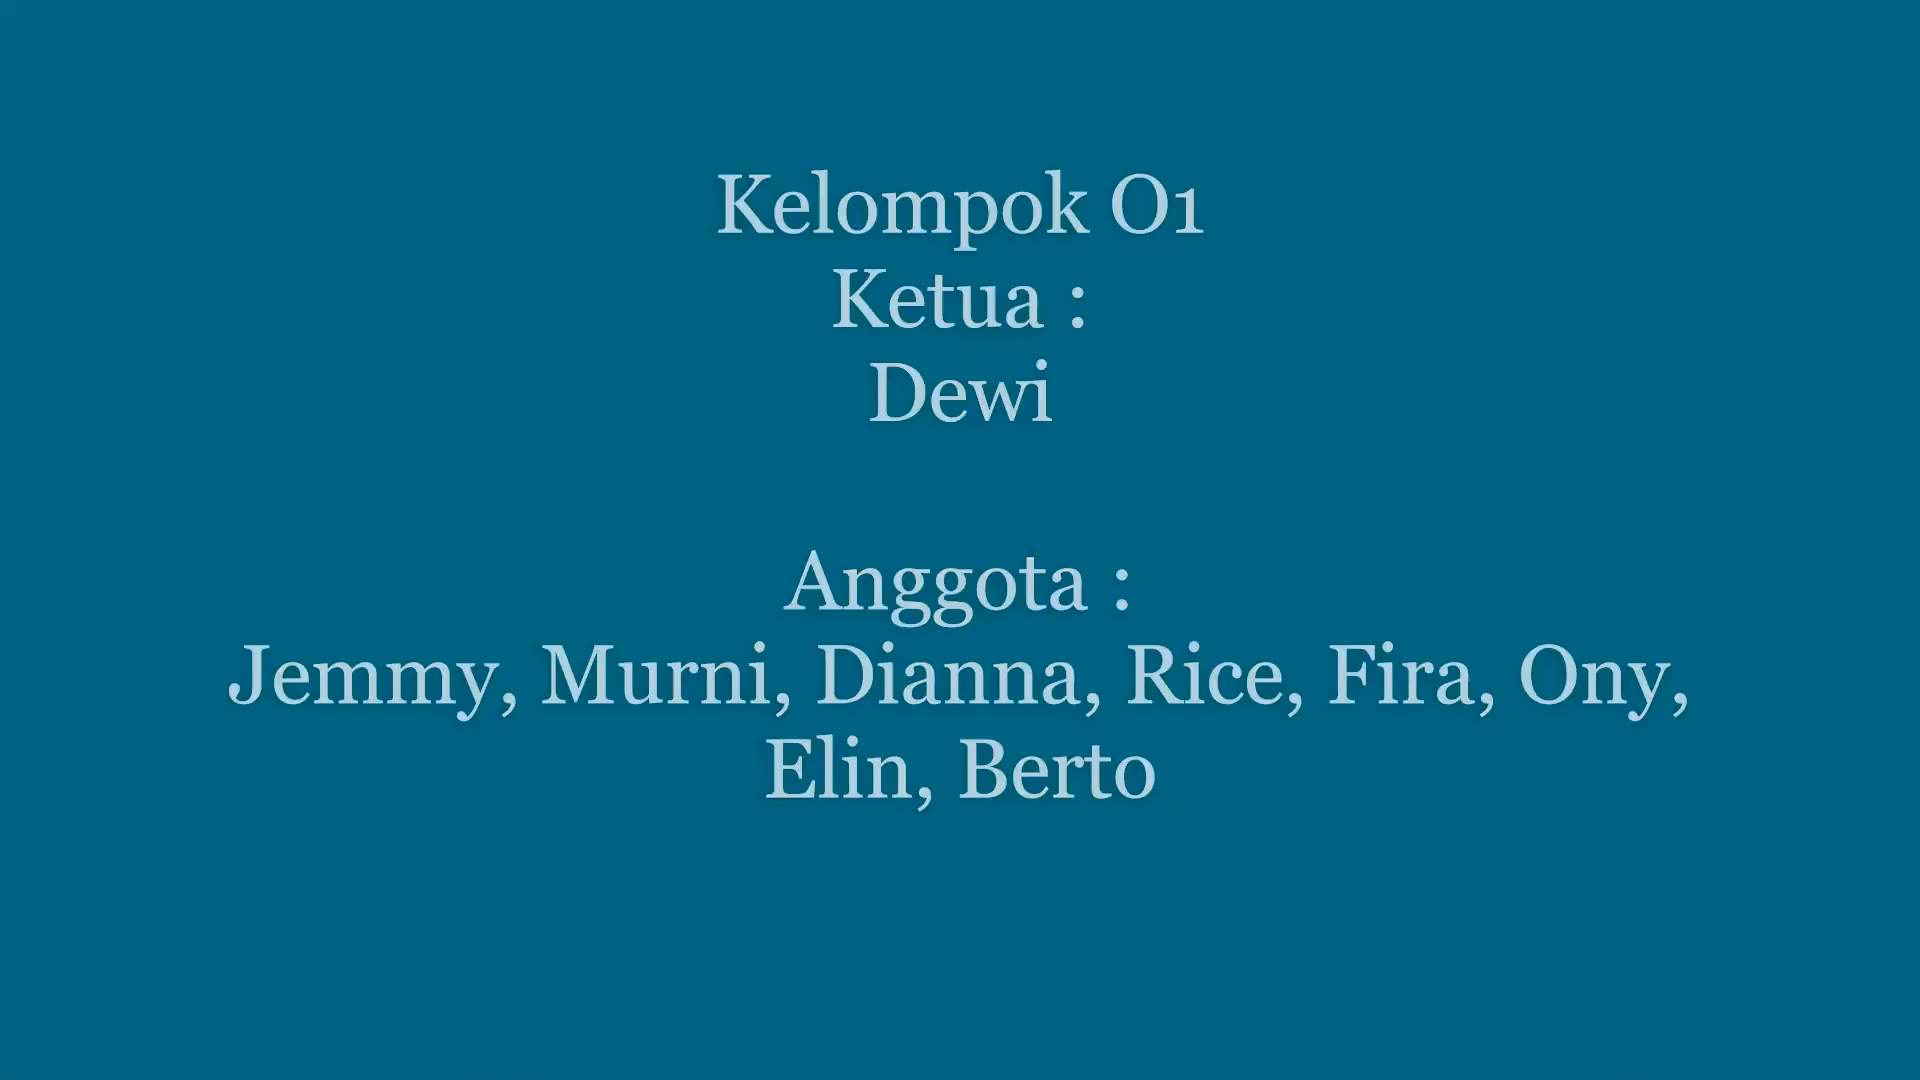 Kelompok O1
Ketua :
Dewi
Anggota :
Jemmy, Murni, Dianna, Rice, Fira, Ony,
Elin, Berto